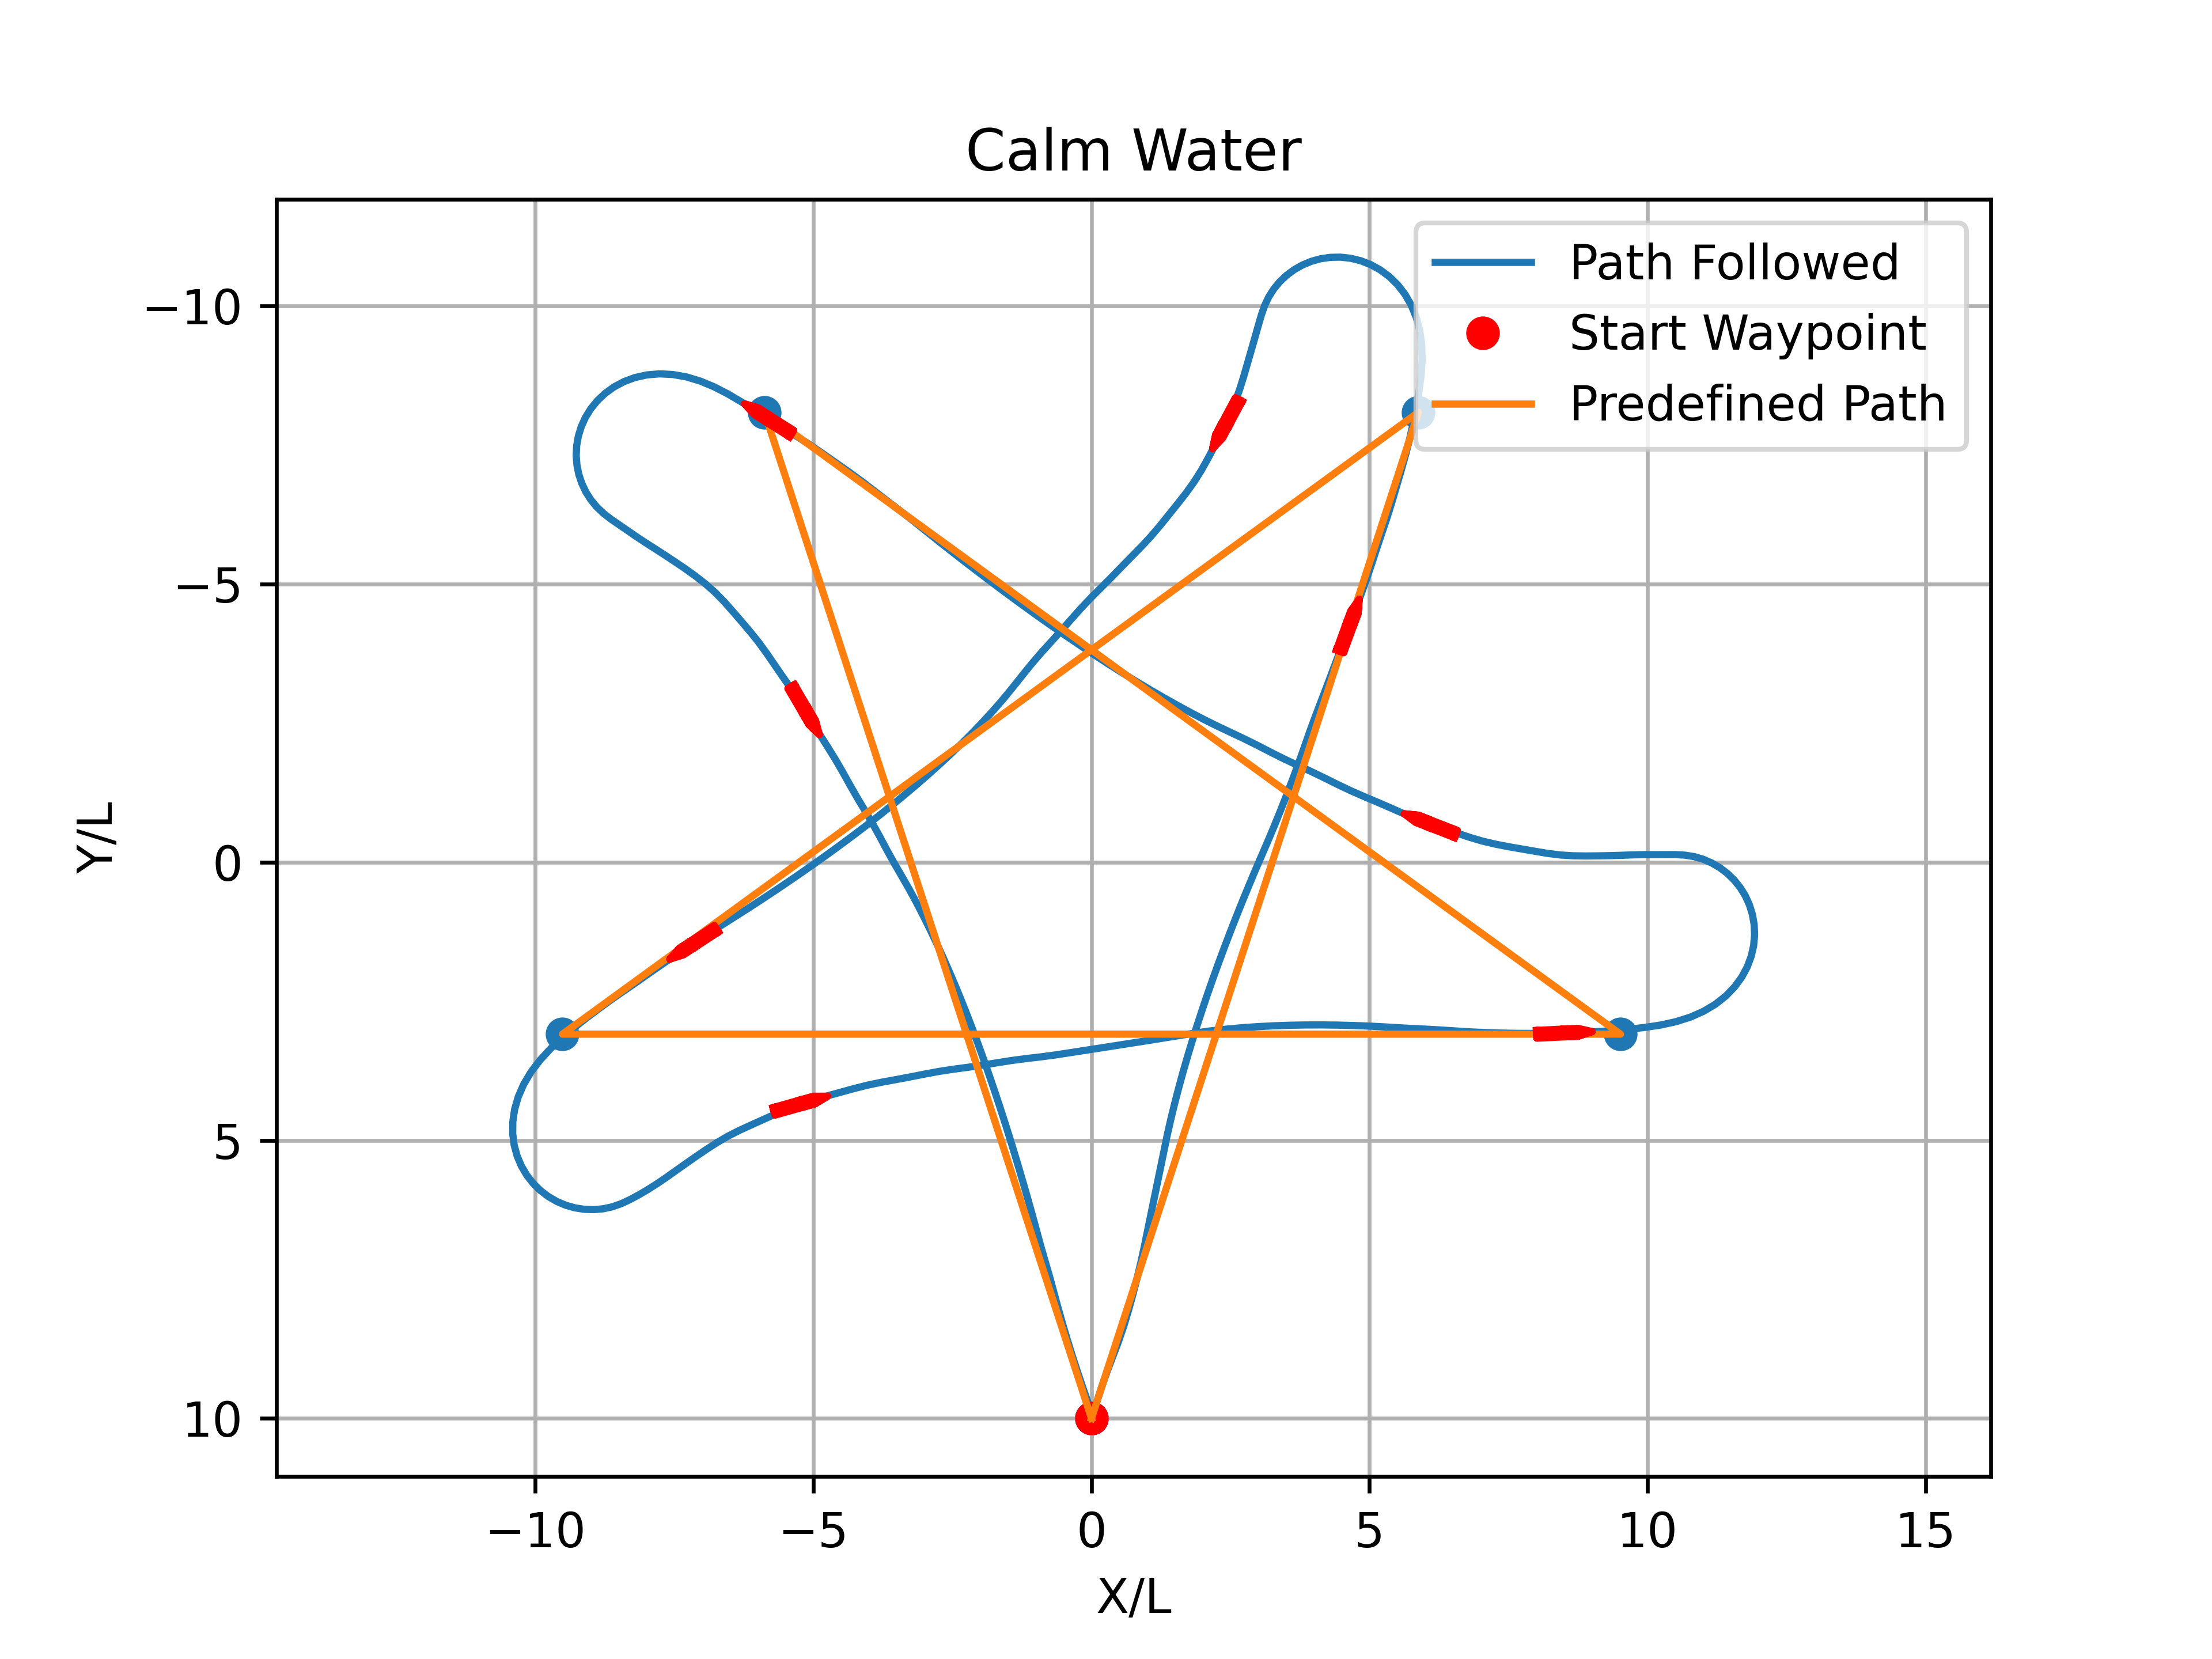 Calm Water
Path Followed
Start Waypoint
Predefined Path
−10
−5
0
5
10
Y/L
−10
−5
0
5
10
15
X/L